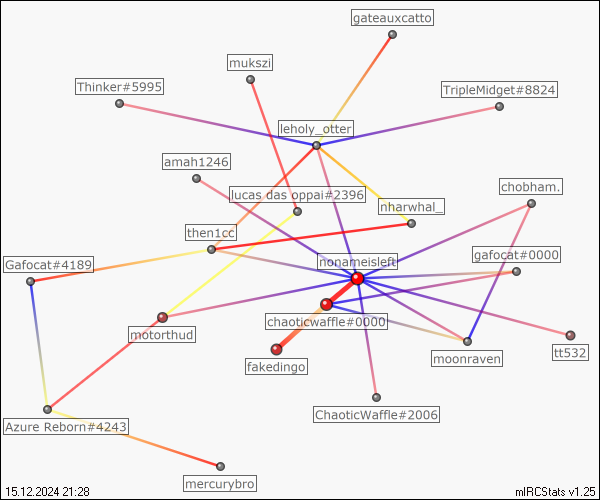 gateauxcatto
mukszi
Thinker#5995
TripleMidget#8824
leholy_otter
amah1246
chobham.
lucas das oppai#2396
nharwhal_
then1cc
gafocat#0000
nonameisleft
Gafocat#4189
chaoticwaffle#0000
motorthud
moonraven
tt532
fakedingo
ChaoticWaffle#2006
Azure Reborn#4243
mercurybro
15.12.2024 21:28
mIRCStats v1.25